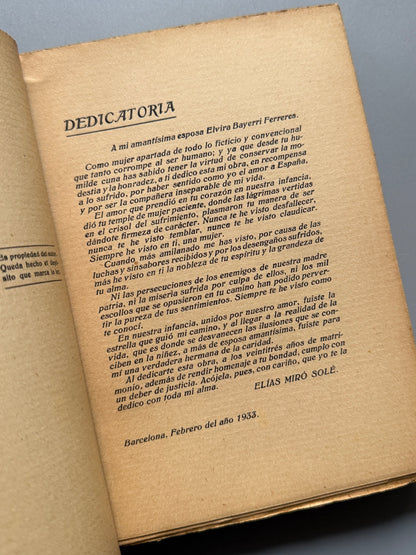 Es propiedad del autor.
Queda hecho el depó-
sito que marca la ley.
DEDICATORIA
A mi amantísima esposa Elvira Bayerri Ferreres.
Como mujer apartada de todo lo ficticio y convencional
que tanto corrompe al ser humano; y ya que desde tu hu-
milde cuna has sabido tener la virtud de conservar la mo-
destia y la honradez, a ti dedico esta mi obra, en recompensa
a lo sufrido, por haber sentido como yo el amor a España,
y por ser la compañera inseparable de mi vida.
El amor que prendió en tu corazón en nuestra infancia,
dió tu temple de mujer paciente, donde las lágrimas vertidas
en el crisol del sufrimiento, plasmaron tu manera de ser
dándote firmeza de carácter. Nunca te he visto desfallecer,
nunca te he visto temblar, nunca te he visto claudicar.
Siempre he visto en ti, una mujer.
Cuando, más amilanado me has visto, por causa de las
luchas y sinsabores recibidos y por los desengaños sufridos,
más he visto en ti la nobleza de tu espíritu y la grandeza de
tu alma.
Ni las persecuciones de los enemigos de nuestra madre
patria, ni la miseria sufrida por culpa de ellos, ni los mil
escollos que se opusieron en tu camino han podido perver-
tir la pureza de tus sentimientos. Siempre te he visto como
te conocí.
En nuestra infancia, unidos por nuestro amor, fuiste la
estrella que guió mi camino, y al llegar a la realidad de la
vida, que es donde se desvanecen las ilusiones que se con-
ciben en la niñez, a más de esposa amantísima, fuiste para
mí una verdadera hermana de la caridad.
Al dedicarte esta obra, a los veintitrés años de matri-
monio, además de rendir homenaje a tu bondad, cumplo con
un deber de justicia. Acójela, pues, con cariño, que yo te la
dedico con toda mi alma.
ELÍAS MIRÓ SOLÉ.
Barcelona, Febrero del año 1933.